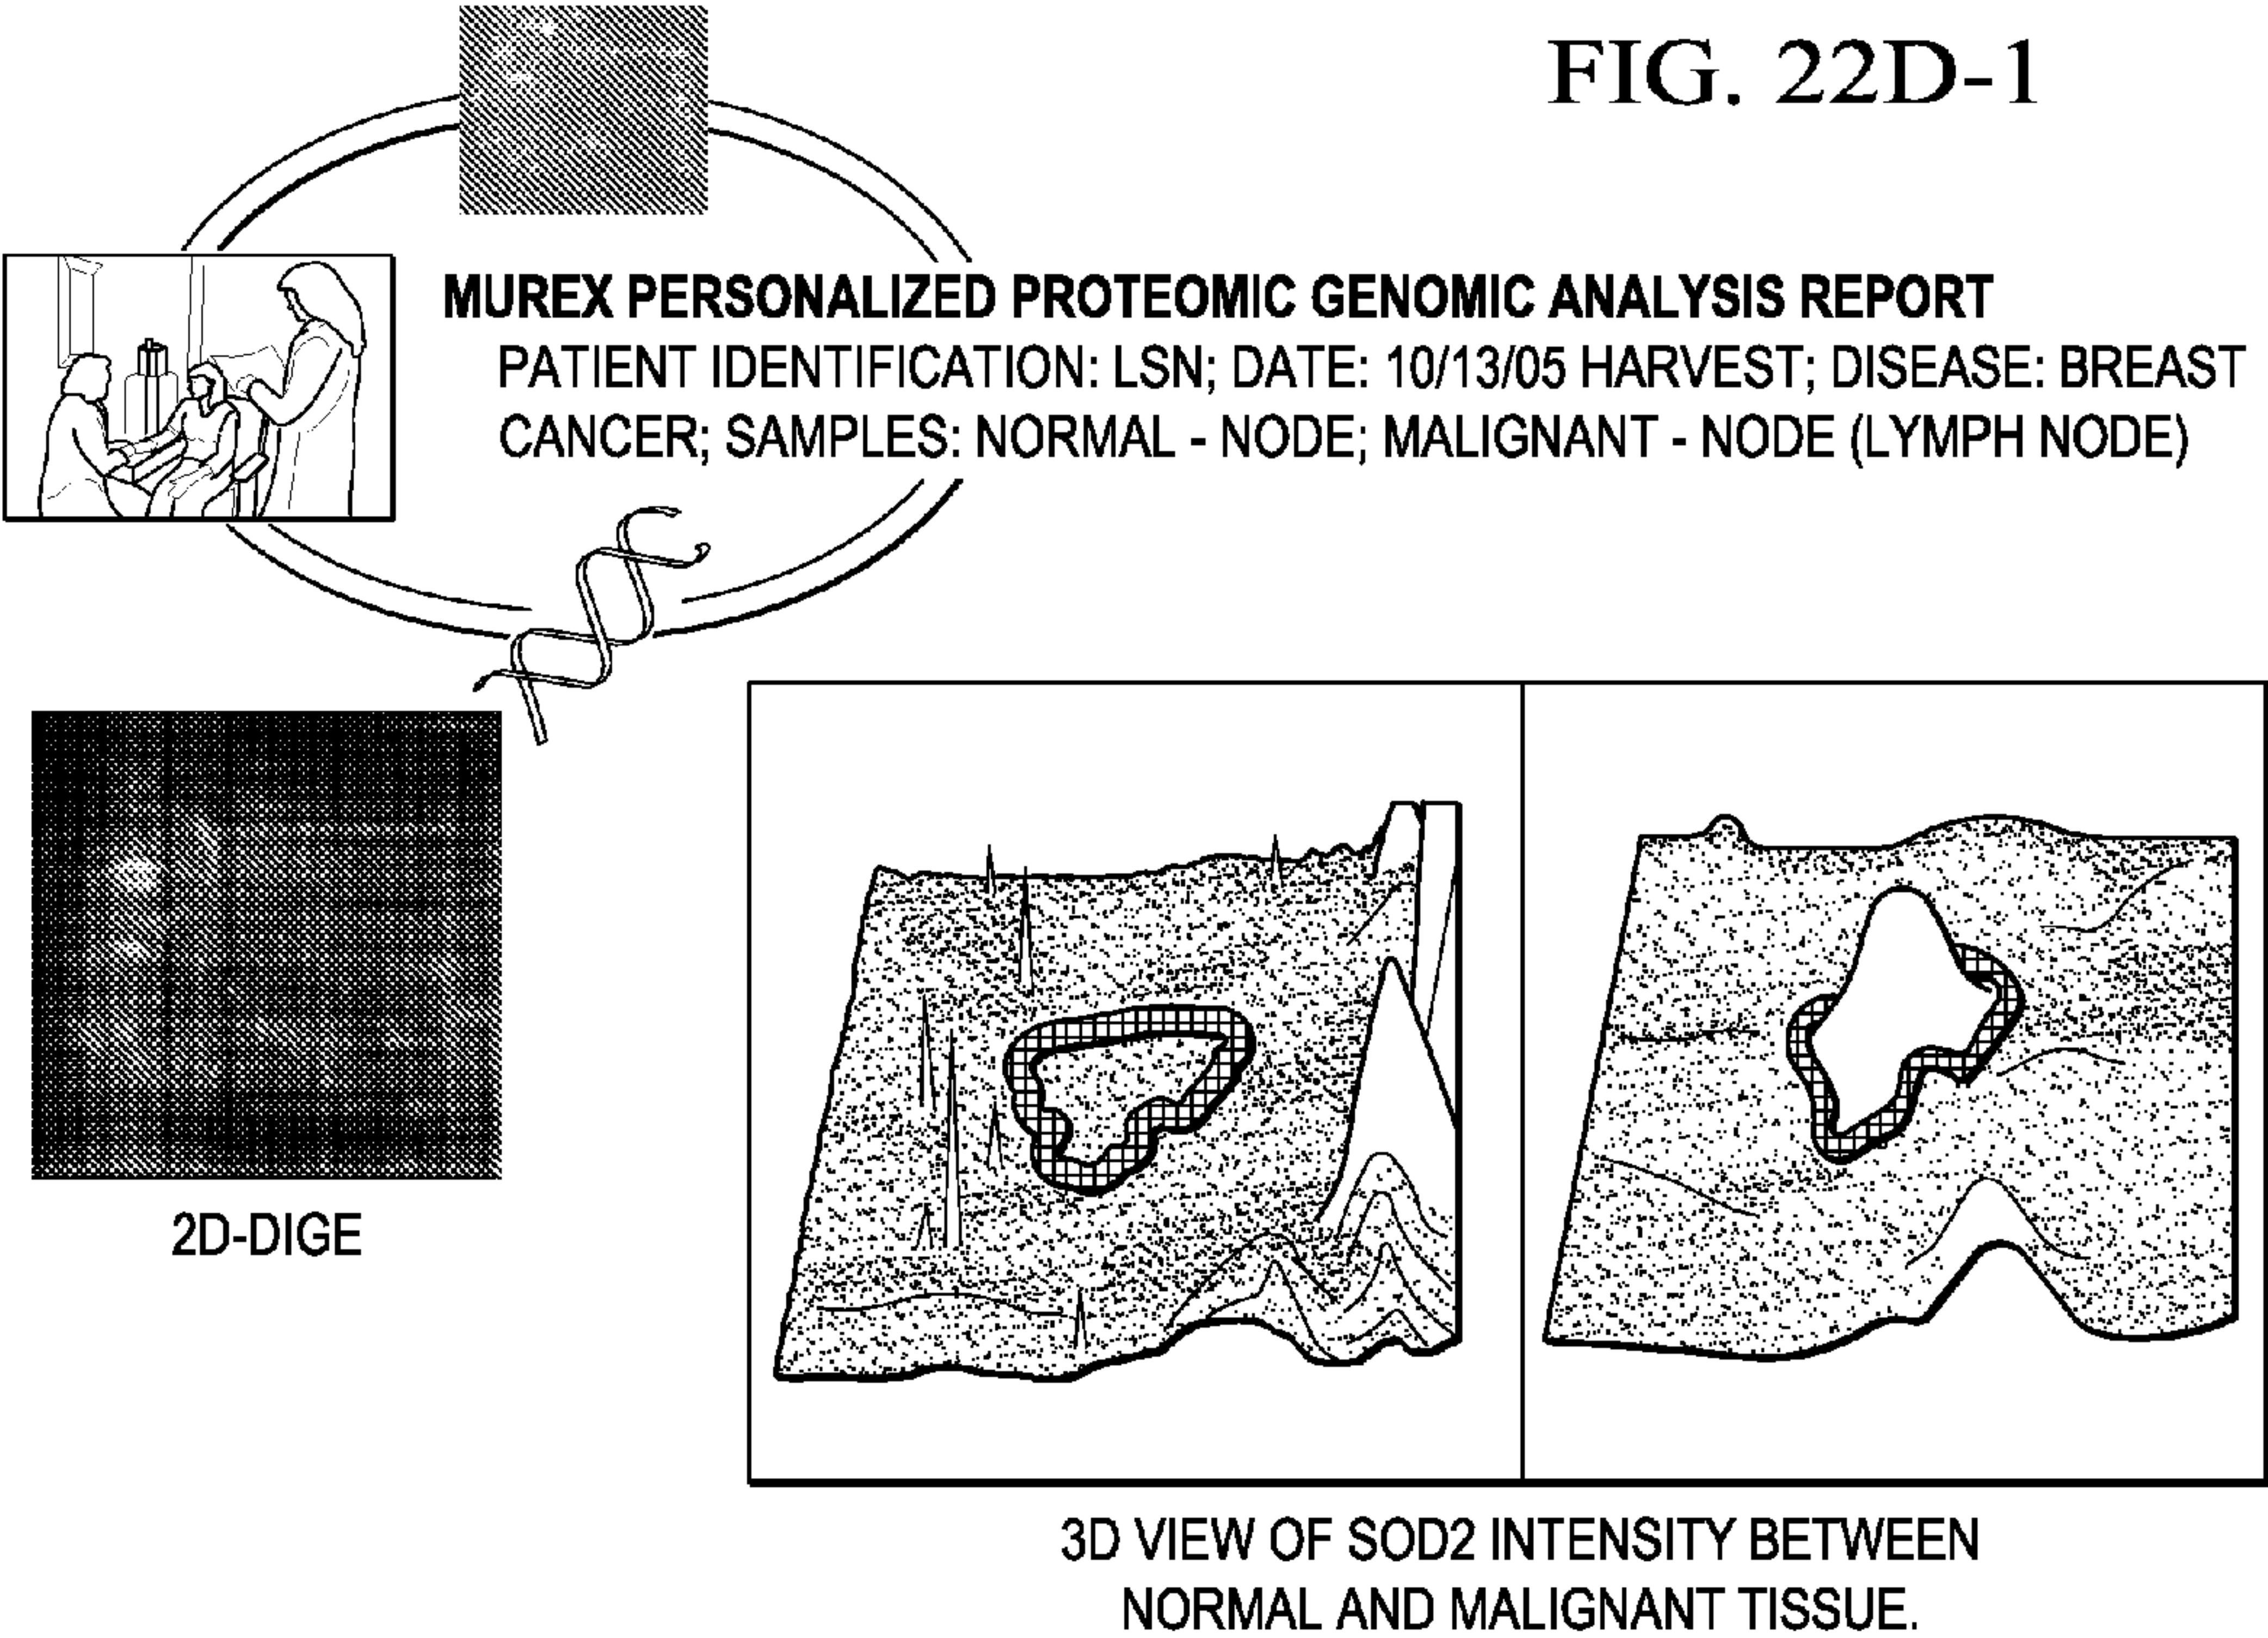 FIG. 22D-1
MUREX PERSONALIZED PROTEOMIC GENOMIC ANALYSIS REPORT
PATIENT IDENTIFICATION: LSN; DATE: 10/13/05 HARVEST; DISEASE: BREAST
CANCER; SAMPLES: NORMAL - NODE; MALIGNANT - NODE (LYMPH NODE)
2D-DIGE
3D VIEW OF SOD2 INTENSITY BETWEEN
NORMAL AND MALIGNANT TISSUE.